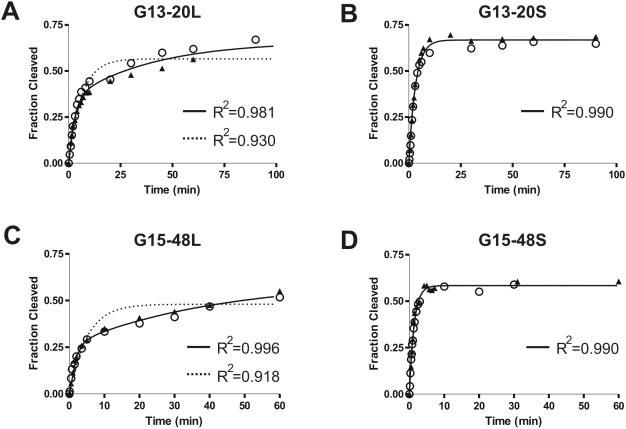 A
G13-20L
Fraction Cleaved
0.75
0.50
0.25
0.00
R²=0.981
R²=0.930
0 25 50 75 100
Time (min)
B
G13-20S
Fraction Cleaved
0.75
0.50
0.25
0.00
R²=0.990
0 25 50 75 100
Time (min)
C
G15-48L
Fraction Cleaved
0.75
0.50
0.25
0.00
R²=0.996
R²=0.918
0 10 20 30 40 50 60
Time (min)
D
G15-48S
Fraction Cleaved
0.75
0.50
0.25
0.00
R²=0.990
0 10 20 30 40 50 60
Time (min)